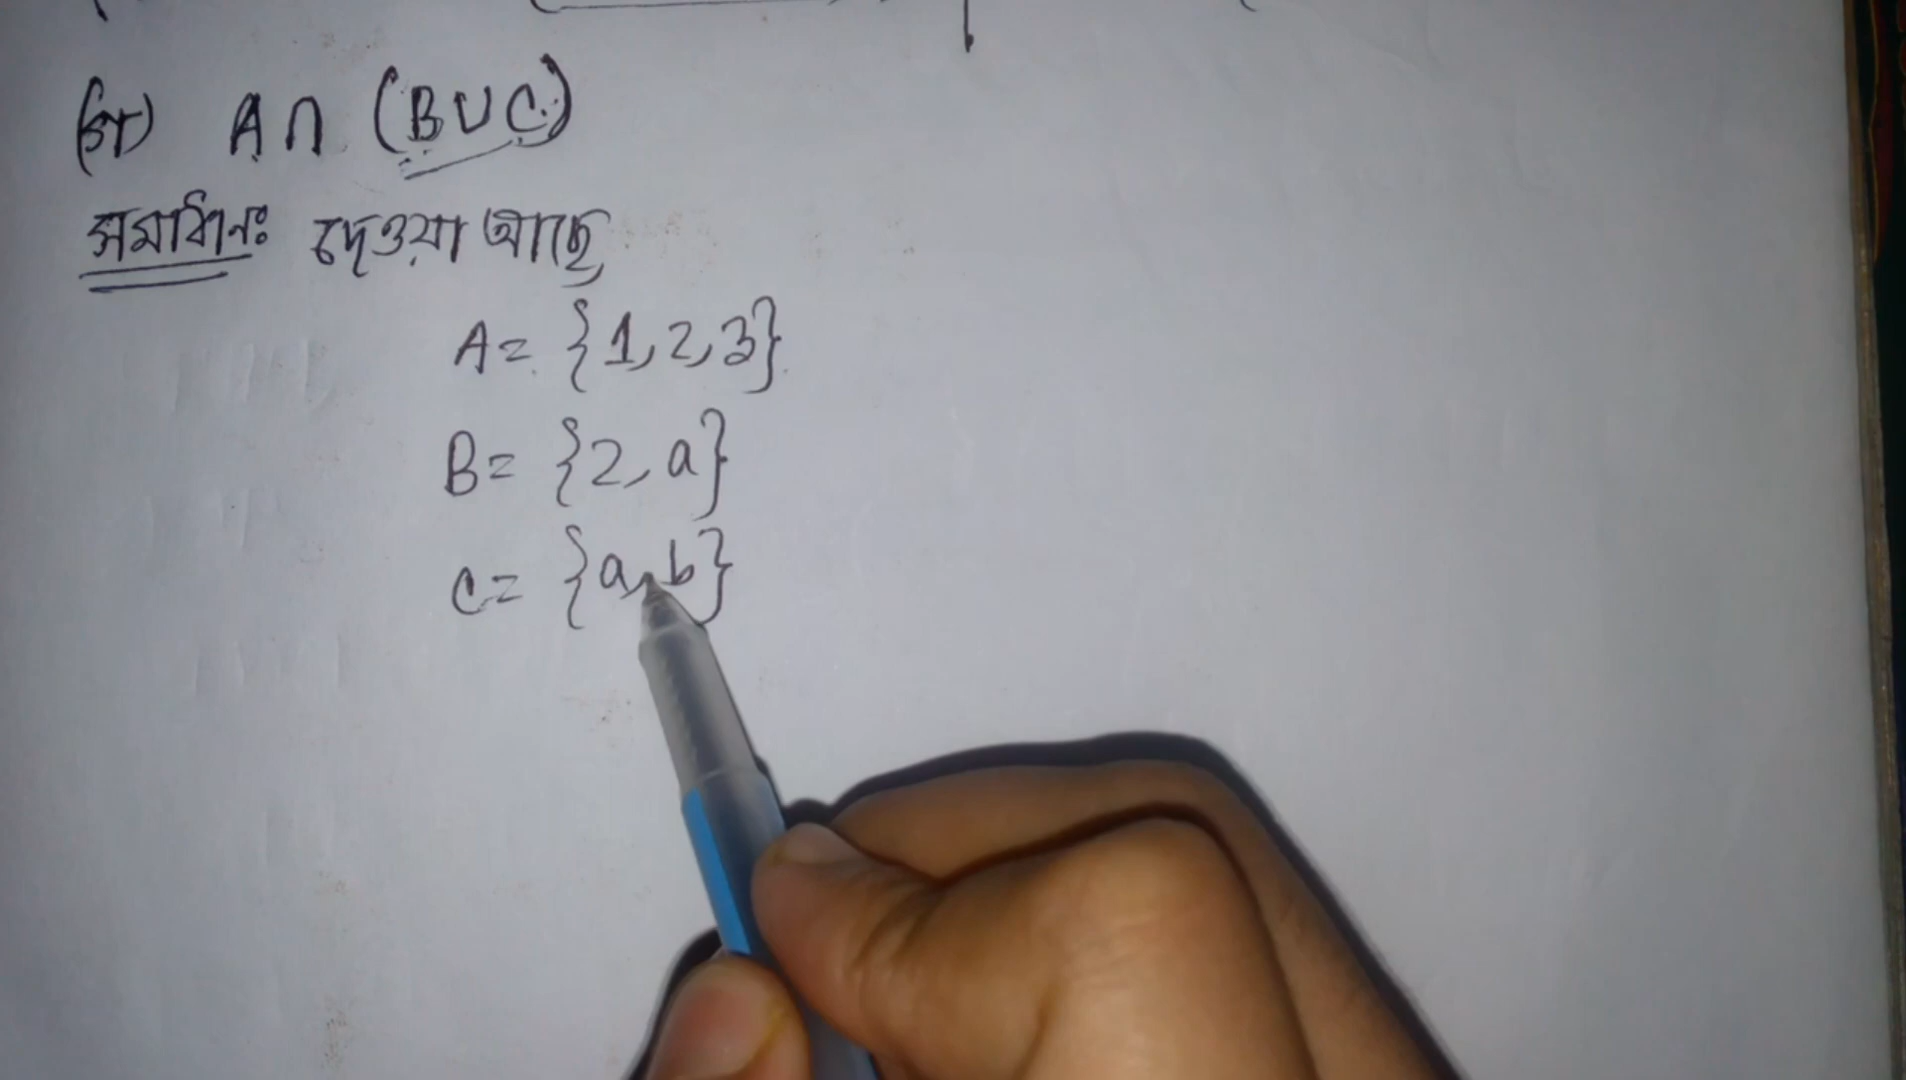 (গ) A∩ (B∪C)
সমাধানঃ দেওয়া আছে,
A= {1,2,3}
B= {2,a}
C= {a,b}